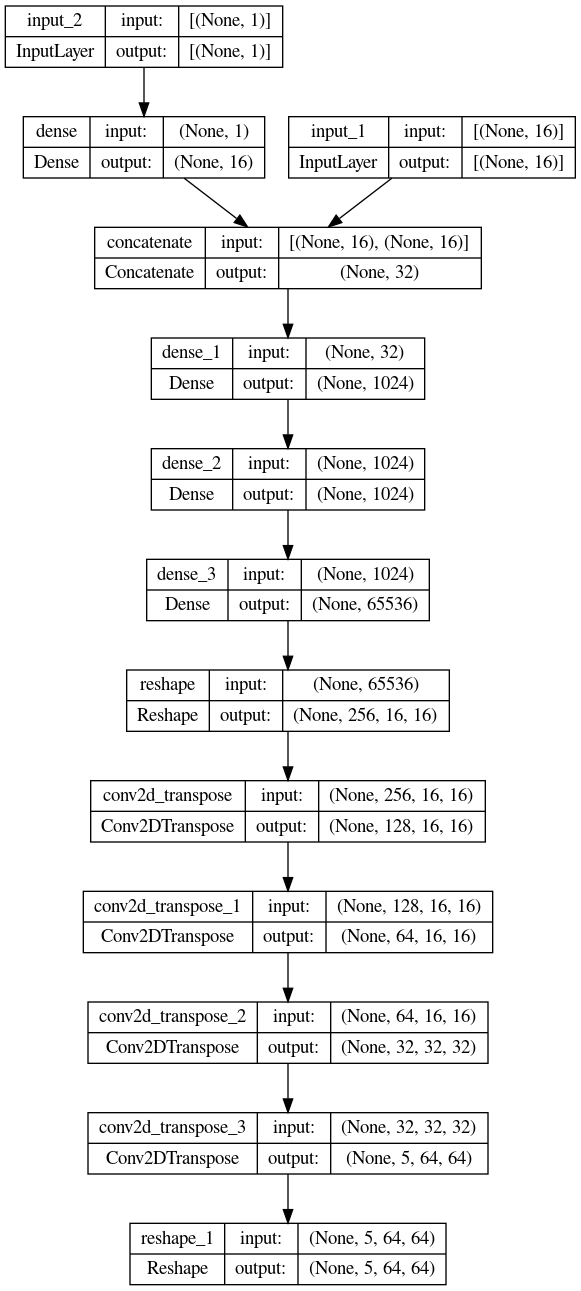 input_2 input: [(None, 1)]
InputLayer output: [(None, 1)]
dense input: (None, 1)
Dense output: (None, 16)
input_1 input: [(None, 16)]
InputLayer output: [(None, 16)]
concatenate input: [(None, 16), (None, 16)]
Concatenate output: (None, 32)
dense_1 input: (None, 32)
Dense output: (None, 1024)
dense_2 input: (None, 1024)
Dense output: (None, 1024)
dense_3 input: (None, 1024)
Dense output: (None, 65536)
reshape input: (None, 65536)
Reshape output: (None, 256, 16, 16)
conv2d_transpose input: (None, 256, 16, 16)
Conv2DTranspose output: (None, 128, 16, 16)
conv2d_transpose_1 input: (None, 128, 16, 16)
Conv2DTranspose output: (None, 64, 16, 16)
conv2d_transpose_2 input: (None, 64, 16, 16)
Conv2DTranspose output: (None, 32, 32, 32)
conv2d_transpose_3 input: (None, 32, 32, 32)
Conv2DTranspose output: (None, 5, 64, 64)
reshape_1 input: (None, 5, 64, 64)
Reshape output: (None, 5, 64, 64)